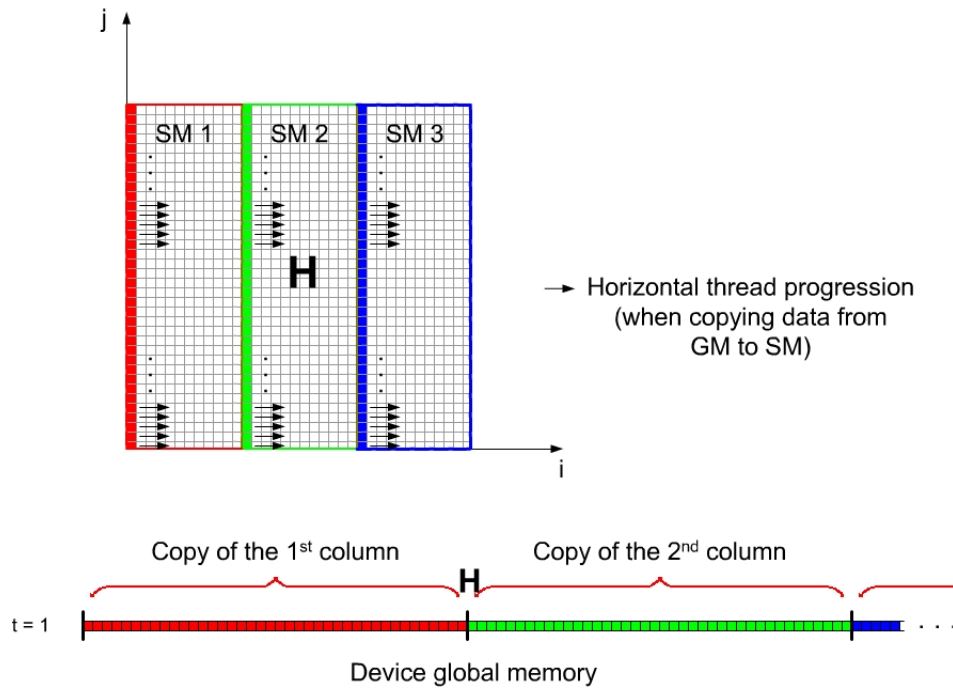 j
SM 1 SM 2 SM 3
H
Horizontal thread progression
(when copying data from
GM to SM)
i
Copy of the 1st column Copy of the 2nd column
H
t = 1
. . .
Device global memory